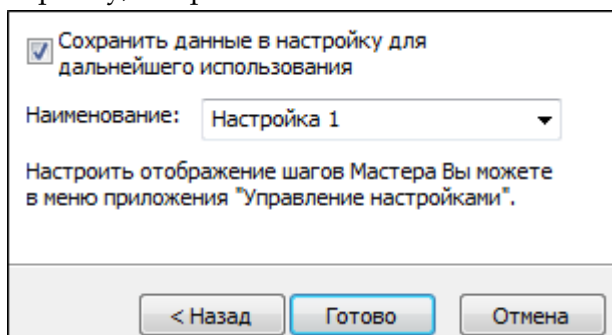 Сохранить данные в настройку для
дальнейшего использования
Наименование: Настройка 1
Настроить отображение шагов Мастера Вы можете
в меню приложения "Управление настройками".
< Назад Готово Отмена